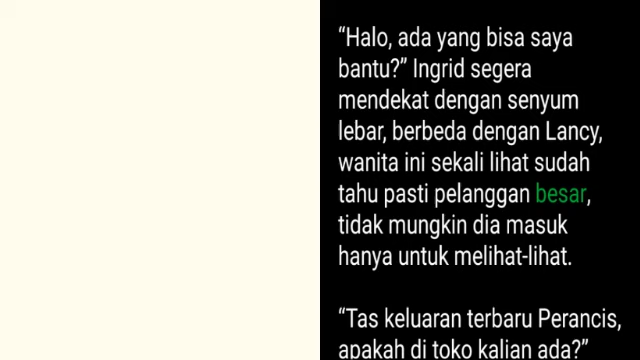 “Halo, ada yang bisa saya
bantu?” Ingrid segera
mendekat dengan senyum
lebar, berbeda dengan Lancy,
wanita ini sekali lihat sudah
tahu pasti pelanggan besar,
tidak mungkin dia masuk
hanya untuk melihat-lihat.
“Tas keluaran terbaru Perancis,
apakah di toko kalian ada?”